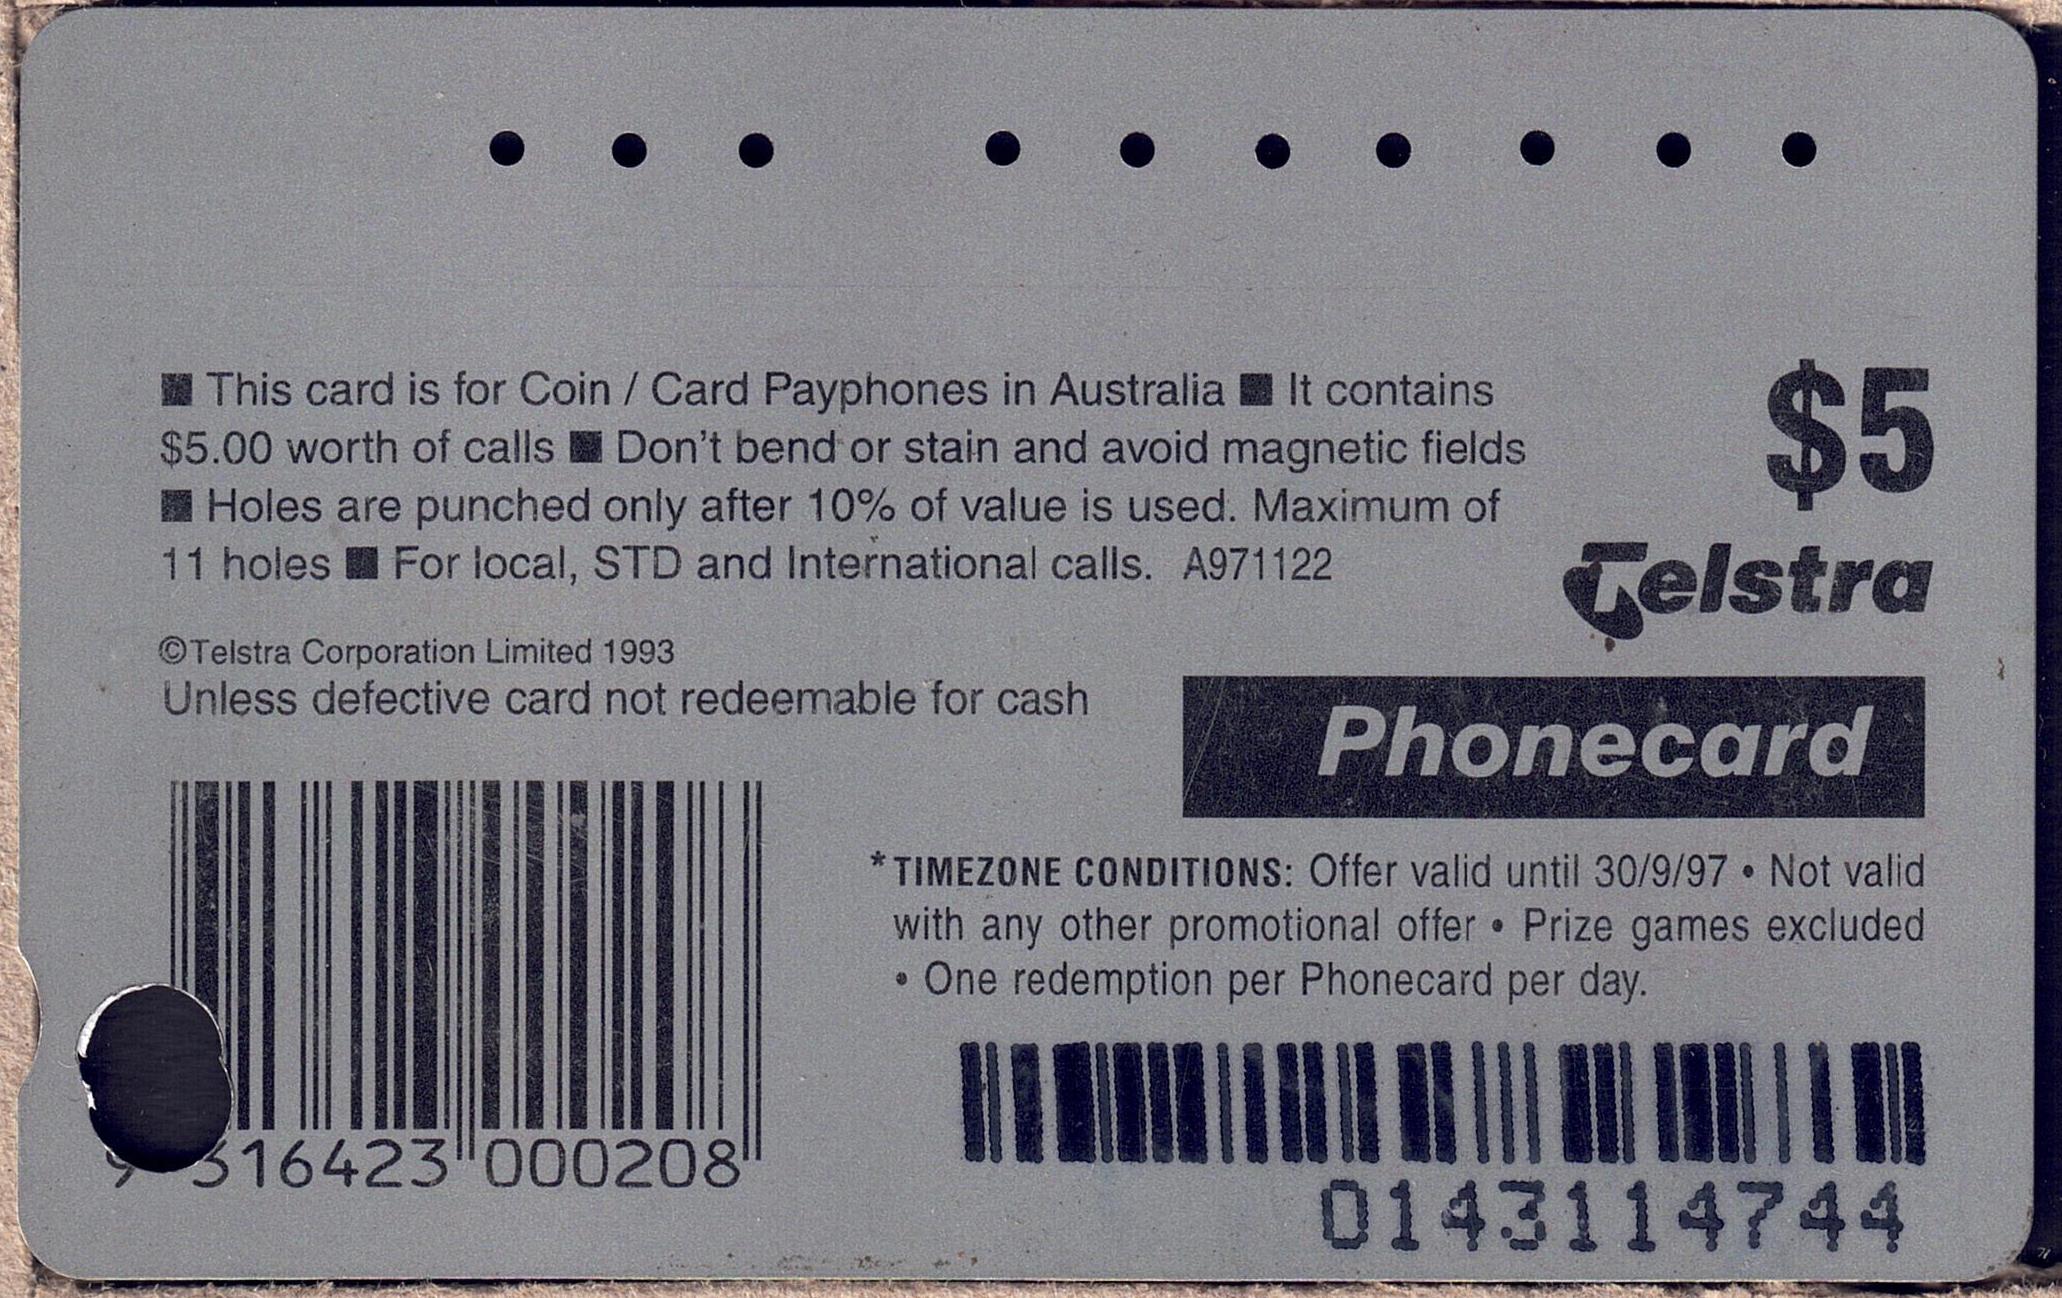 ■ This card is for Coin / Card Payphones in Australia ■ It contains
$5.00 worth of calls ■ Don't bend or stain and avoid magnetic fields
■ Holes are punched only after 10% of value is used. Maximum of
11 holes ■ For local, STD and International calls. A971122
$5
Telstra
©Telstra Corporation Limited 1993
Unless defective card not redeemable for cash
Phonecard
*TIMEZONE CONDITIONS: Offer valid until 30/9/97 • Not valid
with any other promotional offer • Prize games excluded
• One redemption per Phonecard per day.
9 316423 000208
0143114744